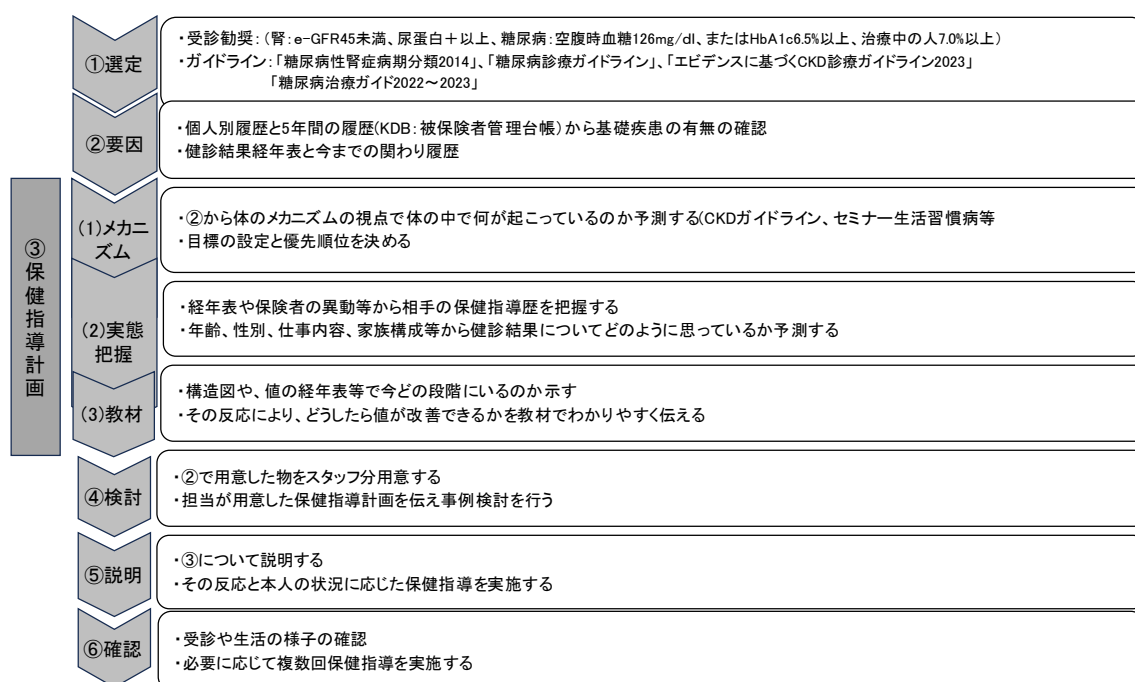 ①選定
・受診勧奨:(腎:e-GFR45未満、尿蛋白+以上、糖尿病:空腹時血糖126mg/dl、またはHbA1c6.5%以上、治療中の人7.0%以上)
・ガイドライン:「糖尿病性腎症病期分類2014」、「糖尿病診療ガイドライン」、「エビデンスに基づくCKD診療ガイドライン2023」
「糖尿病治療ガイド2022~2023」
②要因
・個人別履歴と5年間の履歴(KDB:被保険者管理台帳)から基礎疾患の有無の確認
・健診結果経年表と今までの関わり履歴
③保健指導計画
(1)メカニ
ズム
・②から体のメカニズムの視点で体の中で何が起こっているのか予測する(CKDガイドライン、セミナー生活習慣病等
・目標の設定と優先順位を決める
(2)実態
把握
・経年表や保険者の異動等から相手の保健指導歴を把握する
・年齢、性別、仕事内容、家族構成等から健診結果についてどのように思っているか予測する
(3)教材
・構造図や、値の経年表等で今どの段階にいるのか示す
・その反応により、どうしたら値が改善できるかを教材でわかりやすく伝える
④検討
・②で用意した物をスタッフ分用意する
・担当が用意した保健指導計画を伝え事例検討を行う
⑤説明
・③について説明する
・その反応と本人の状況に応じた保健指導を実施する
⑥確認
・受診や生活の様子の確認
・必要に応じて複数回保健指導を実施する